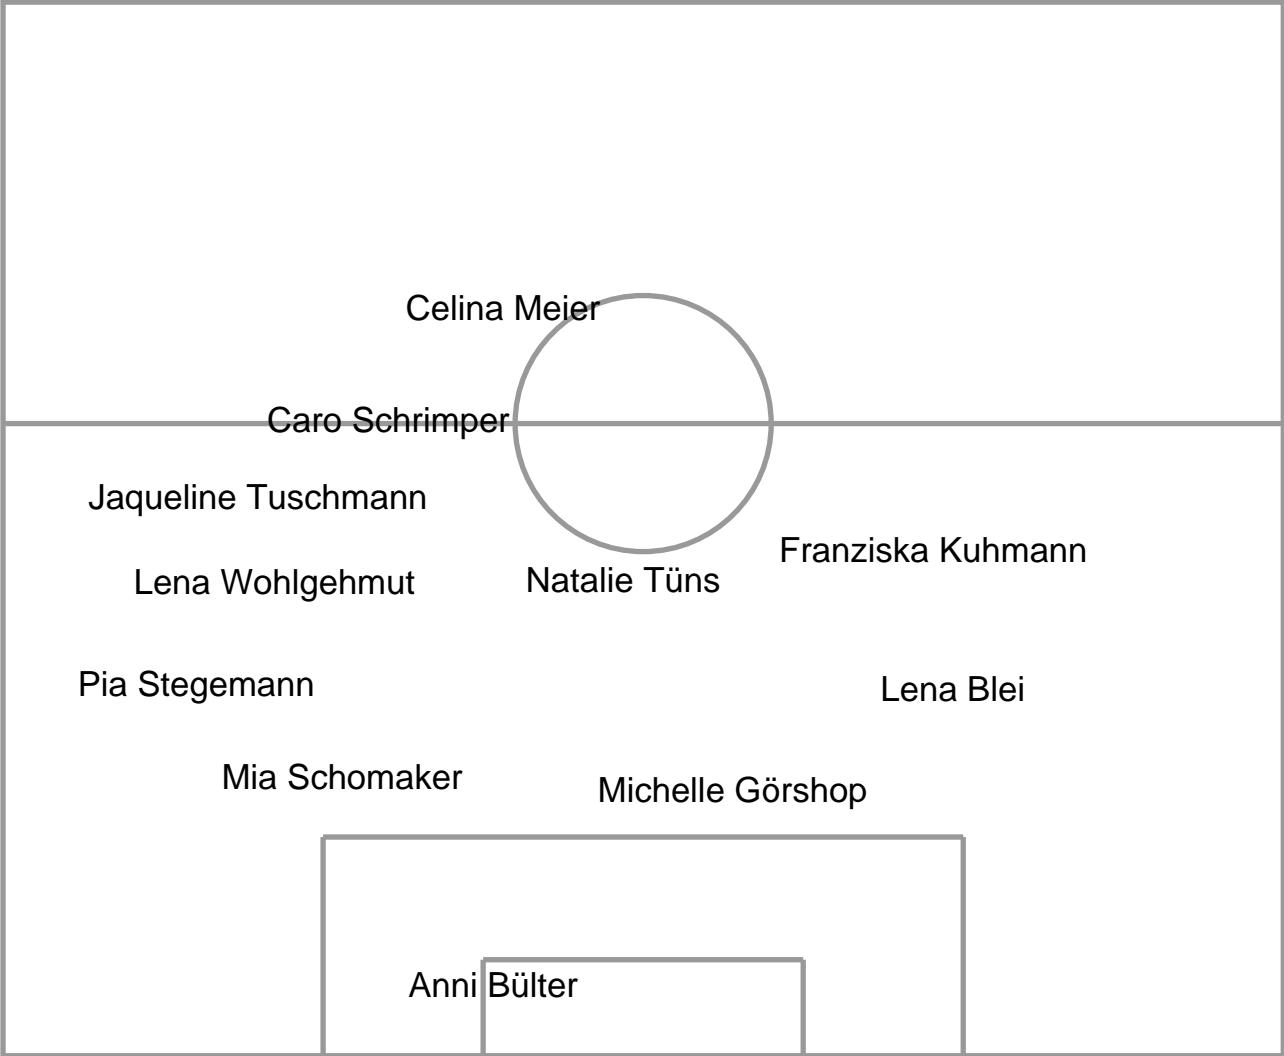 Celina Meier
Caro Schrimper
Jaqueline Tuschmann
Franziska Kuhmann
Lena Wohlgehmut
Natalie Tüns
Pia Stegemann
Lena Blei
Mia Schomaker
Michelle Görshop
Anni Bülter